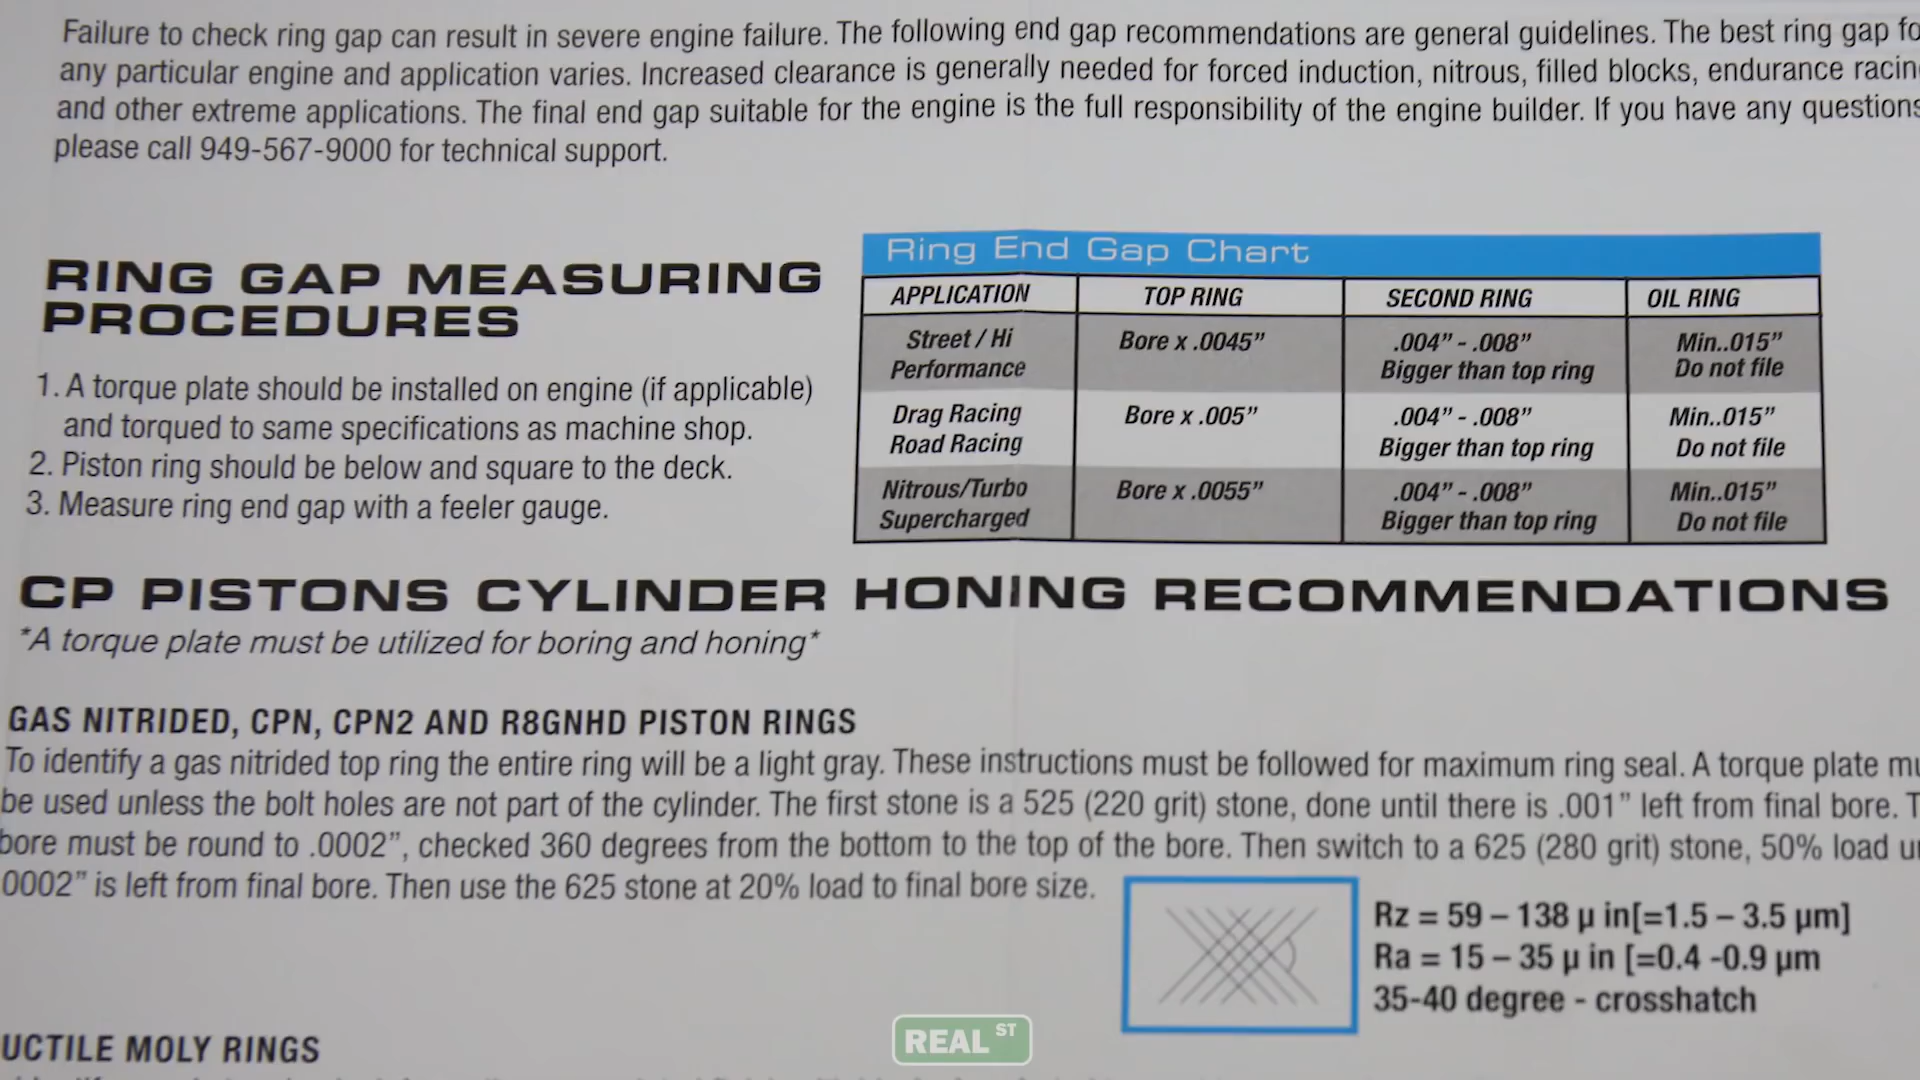 Failure to check ring gap can result in severe engine failure. The following end gap recommendations are general guidelines. The best ring gap
any particular engine and application varies. Increased clearance is generally needed for forced induction, nitrous, filled blocks, endurance
and other extreme applications. The final end gap suitable for the engine is the full responsibility of the engine builder. If you have any questions
please call 949-567-9000 for technical support.
RING GAP MEASURING
PROCEDURES
1. A torque plate should be installed on engine (if applicable)
and torqued to same specifications as machine shop.
2. Piston ring should be below and square to the deck.
3. Measure ring end gap with a feeler gauge.
Ring End Gap Chart
APPLICATION TOP RING SECOND RING OIL RING
Street / Hi Bore x .0045” .004” - .008” Min..015”
Performance Bigger than top ring Do not file
Drag Racing Bore x .005” .004” - .008” Min..015”
Road Racing Bigger than top ring Do not file
Nitrous/Turbo Bore x .0055” .004” - .008” Min..015”
Supercharged Bigger than top ring Do not file
CP PISTONS CYLINDER HONING RECOMMENDATIONS
*A torque plate must be utilized for boring and honing*
GAS NITRIDED, CPN, CPN2 AND R8GNHD PISTON RINGS
To identify a gas nitrided top ring the entire ring will be a light gray. These instructions must be followed for maximum ring seal. A torque plate
be used unless the bolt holes are not part of the cylinder. The first stone is a 525 (220 grit) stone, done until there is .001” left from final bore.
bore must be round to .0002”, checked 360 degrees from the bottom to the top of the bore. Then switch to a 625 (280 grit) stone, 50% load
0002” is left from final bore. Then use the 625 stone at 20% load to final bore size.
Rz = 59 – 138 µ in[=1.5 – 3.5 µm]
Ra = 15 – 35 µ in [=0.4 -0.9 µm
35-40 degree - crosshatch
UCTILE MOLY RINGS
REAL ST